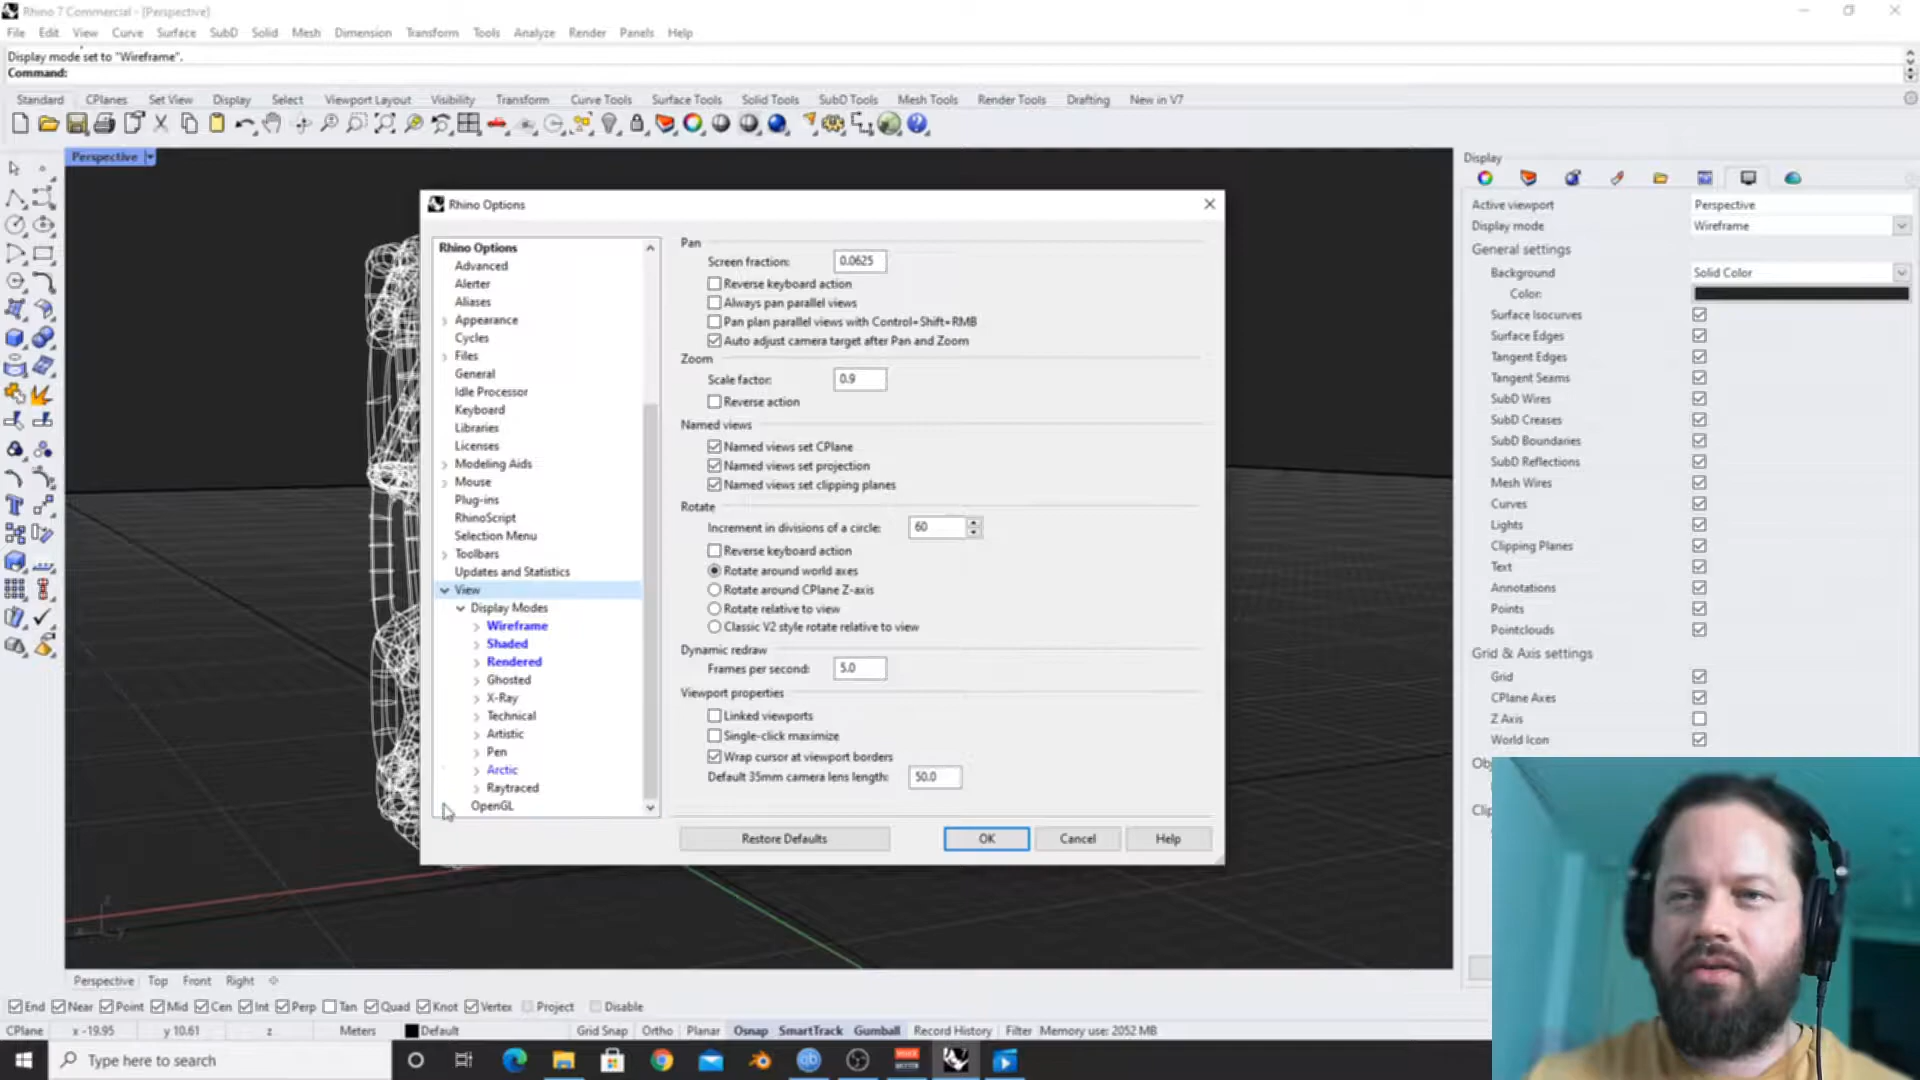 Rhino 7 Commercial - [Perspective]
File Edit View Curve Surface SubD Solid Mesh Dimension Transform Tools Analyze Render Panels Help
Display mode set to "Wireframe".
Command:
Standard CPlanes Set View Display Select Viewport Layout Visibility Transform Curve Tools Surface Tools Solid Tools SubD Tools Mesh Tools Render Tools Drafting New in V7
Perspective
Rhino Options
Rhino Options
Advanced
Alerter
Aliases
Appearance
Cycles
Files
General
Idle Processor
Keyboard
Libraries
Licenses
Modeling Aids
Mouse
Plug-ins
RhinoScript
Selection Menu
Toolbars
Updates and Statistics
View
Display Modes
Wireframe
Shaded
Rendered
Ghosted
X-Ray
Technical
Artistic
Pen
Arctic
Raytraced
OpenGL
Pan
Screen fraction: 0.0625
Reverse keyboard action
Always pan parallel views
Pan plan parallel views with Control+Shift+RMB
Auto adjust camera target after Pan and Zoom
Zoom
Scale factor: 0.9
Reverse action
Named views
Named views set CPlane
Named views set projection
Named views set clipping planes
Rotate
Increment in divisions of a circle: 60
Reverse keyboard action
Rotate around world axes
Rotate around CPlane Z-axis
Rotate relative to view
Classic V2 style rotate relative to view
Dynamic redraw
Frames per second: 5.0
Viewport properties
Linked viewports
Single-click maximize
Wrap cursor at viewport borders
Default 35mm camera lens length: 50.0
Restore Defaults OK Cancel Help
Display
Active viewport Perspective
Display mode Wireframe
General settings
Background Solid Color
Color:
Surface Isocurves
Surface Edges
Tangent Edges
Tangent Seams
SubD Wires
SubD Creases
SubD Boundaries
SubD Reflections
Mesh Wires
Curves
Lights
Clipping Planes
Text
Annotations
Points
Pointclouds
Grid & Axis settings
Grid
CPlane Axes
Z Axis
World Icon
Obj
Clip
Perspective Top Front Right
End Near Point Mid Cen Int Perp Tan Quad Knot Vertex Project Disable
CPlane x -19.95 y 10.61 z Meters Default Grid Snap Ortho Planar Osnap SmartTrack Gumball Record History Filter Memory use: 2052 MB
Type here to search